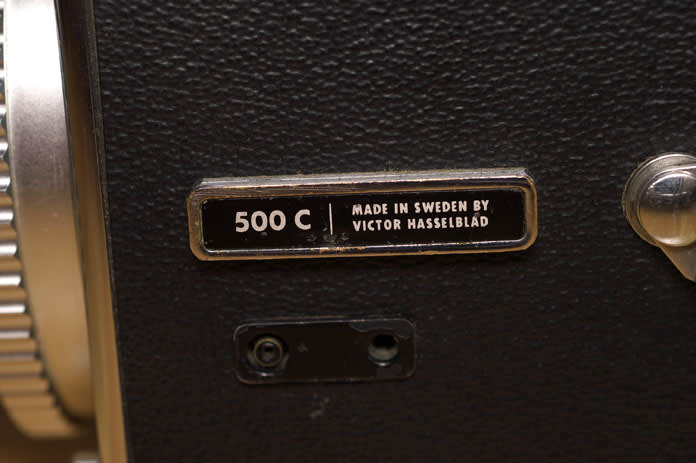 500 C
MADE IN SWEDEN BY
VICTOR HASSELBLAD